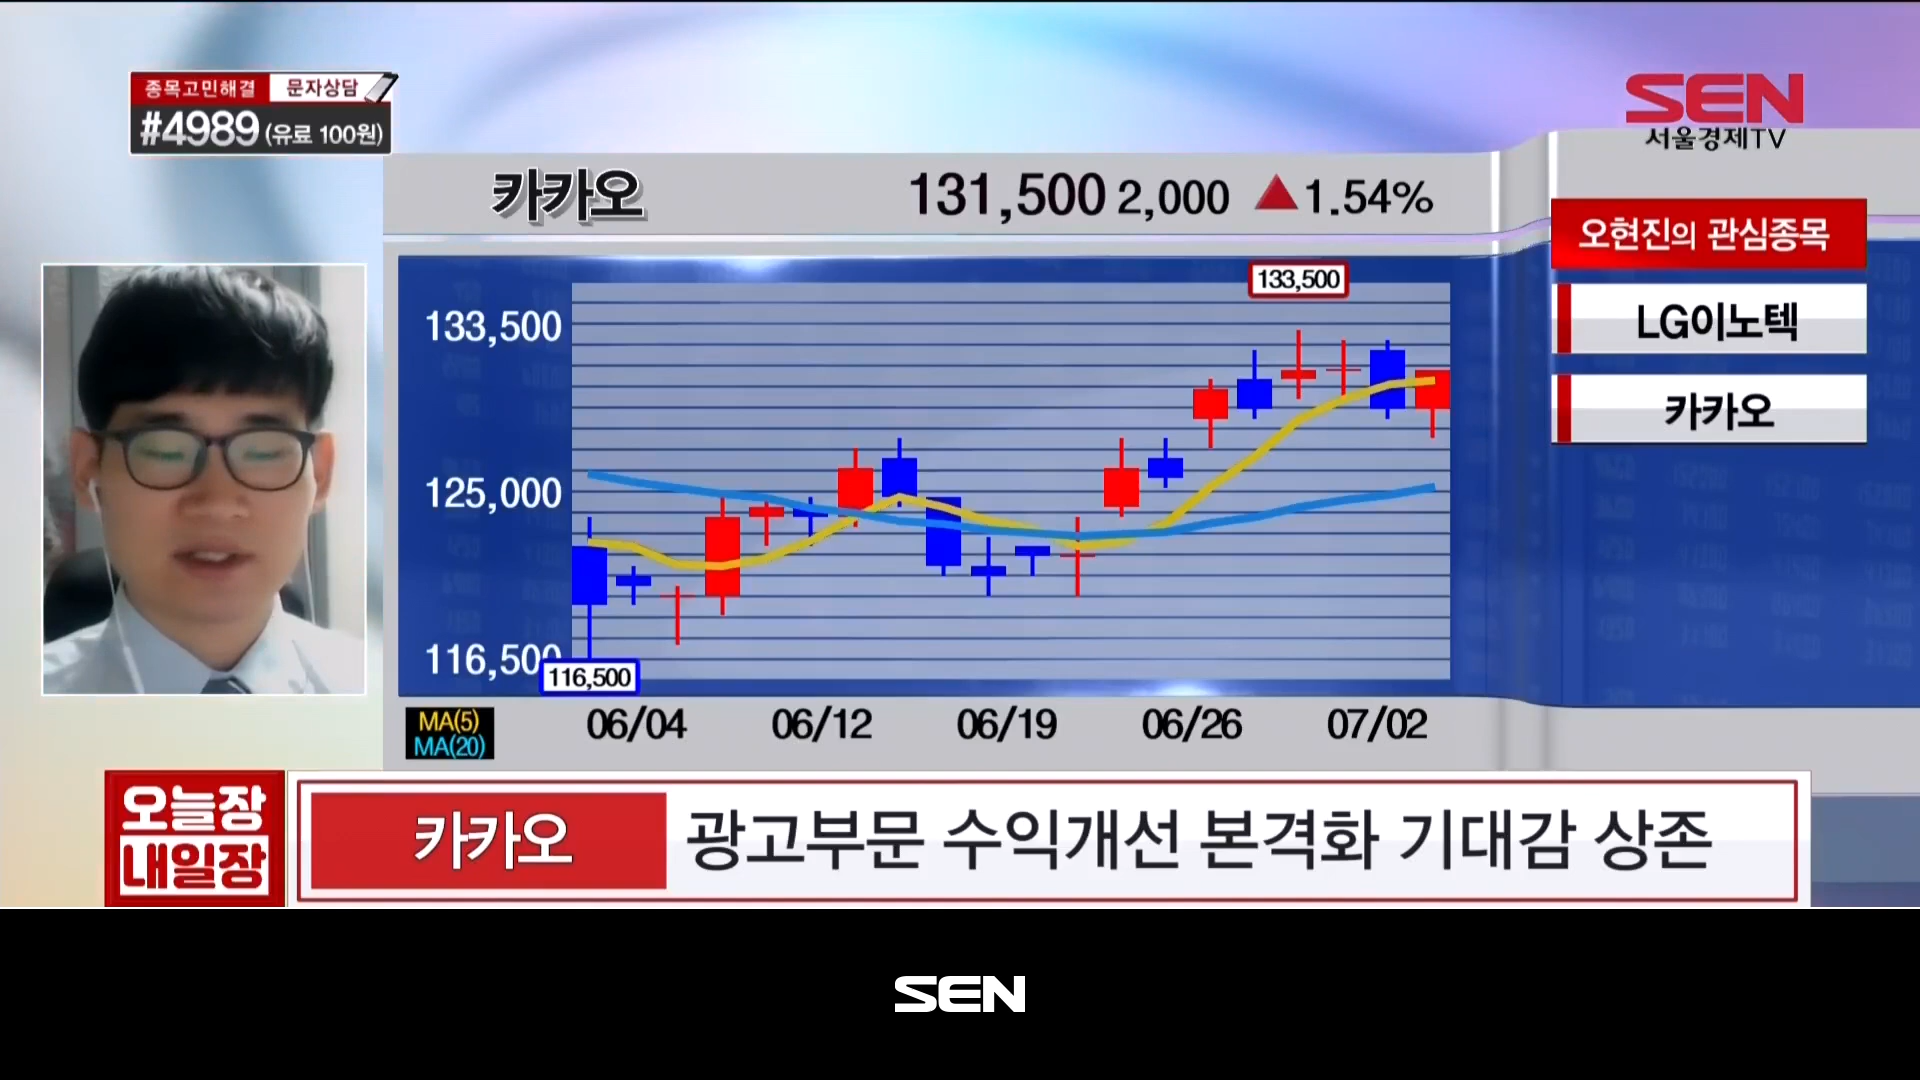 종목고민해결 문자상담
#4989 (유료 100원)
SEN
서울경제TV
카카오 131,500 2,000 ▲1.54%
오현진의 관심종목
LG이노텍
카카오
133,500
133,500
125,000
116,500
116,500
MA(5)
MA(20)
06/04 06/12 06/19 06/26 07/02
오늘장
내일장
카카오 광고부문 수익개선 본격화 기대감 상존
SEN